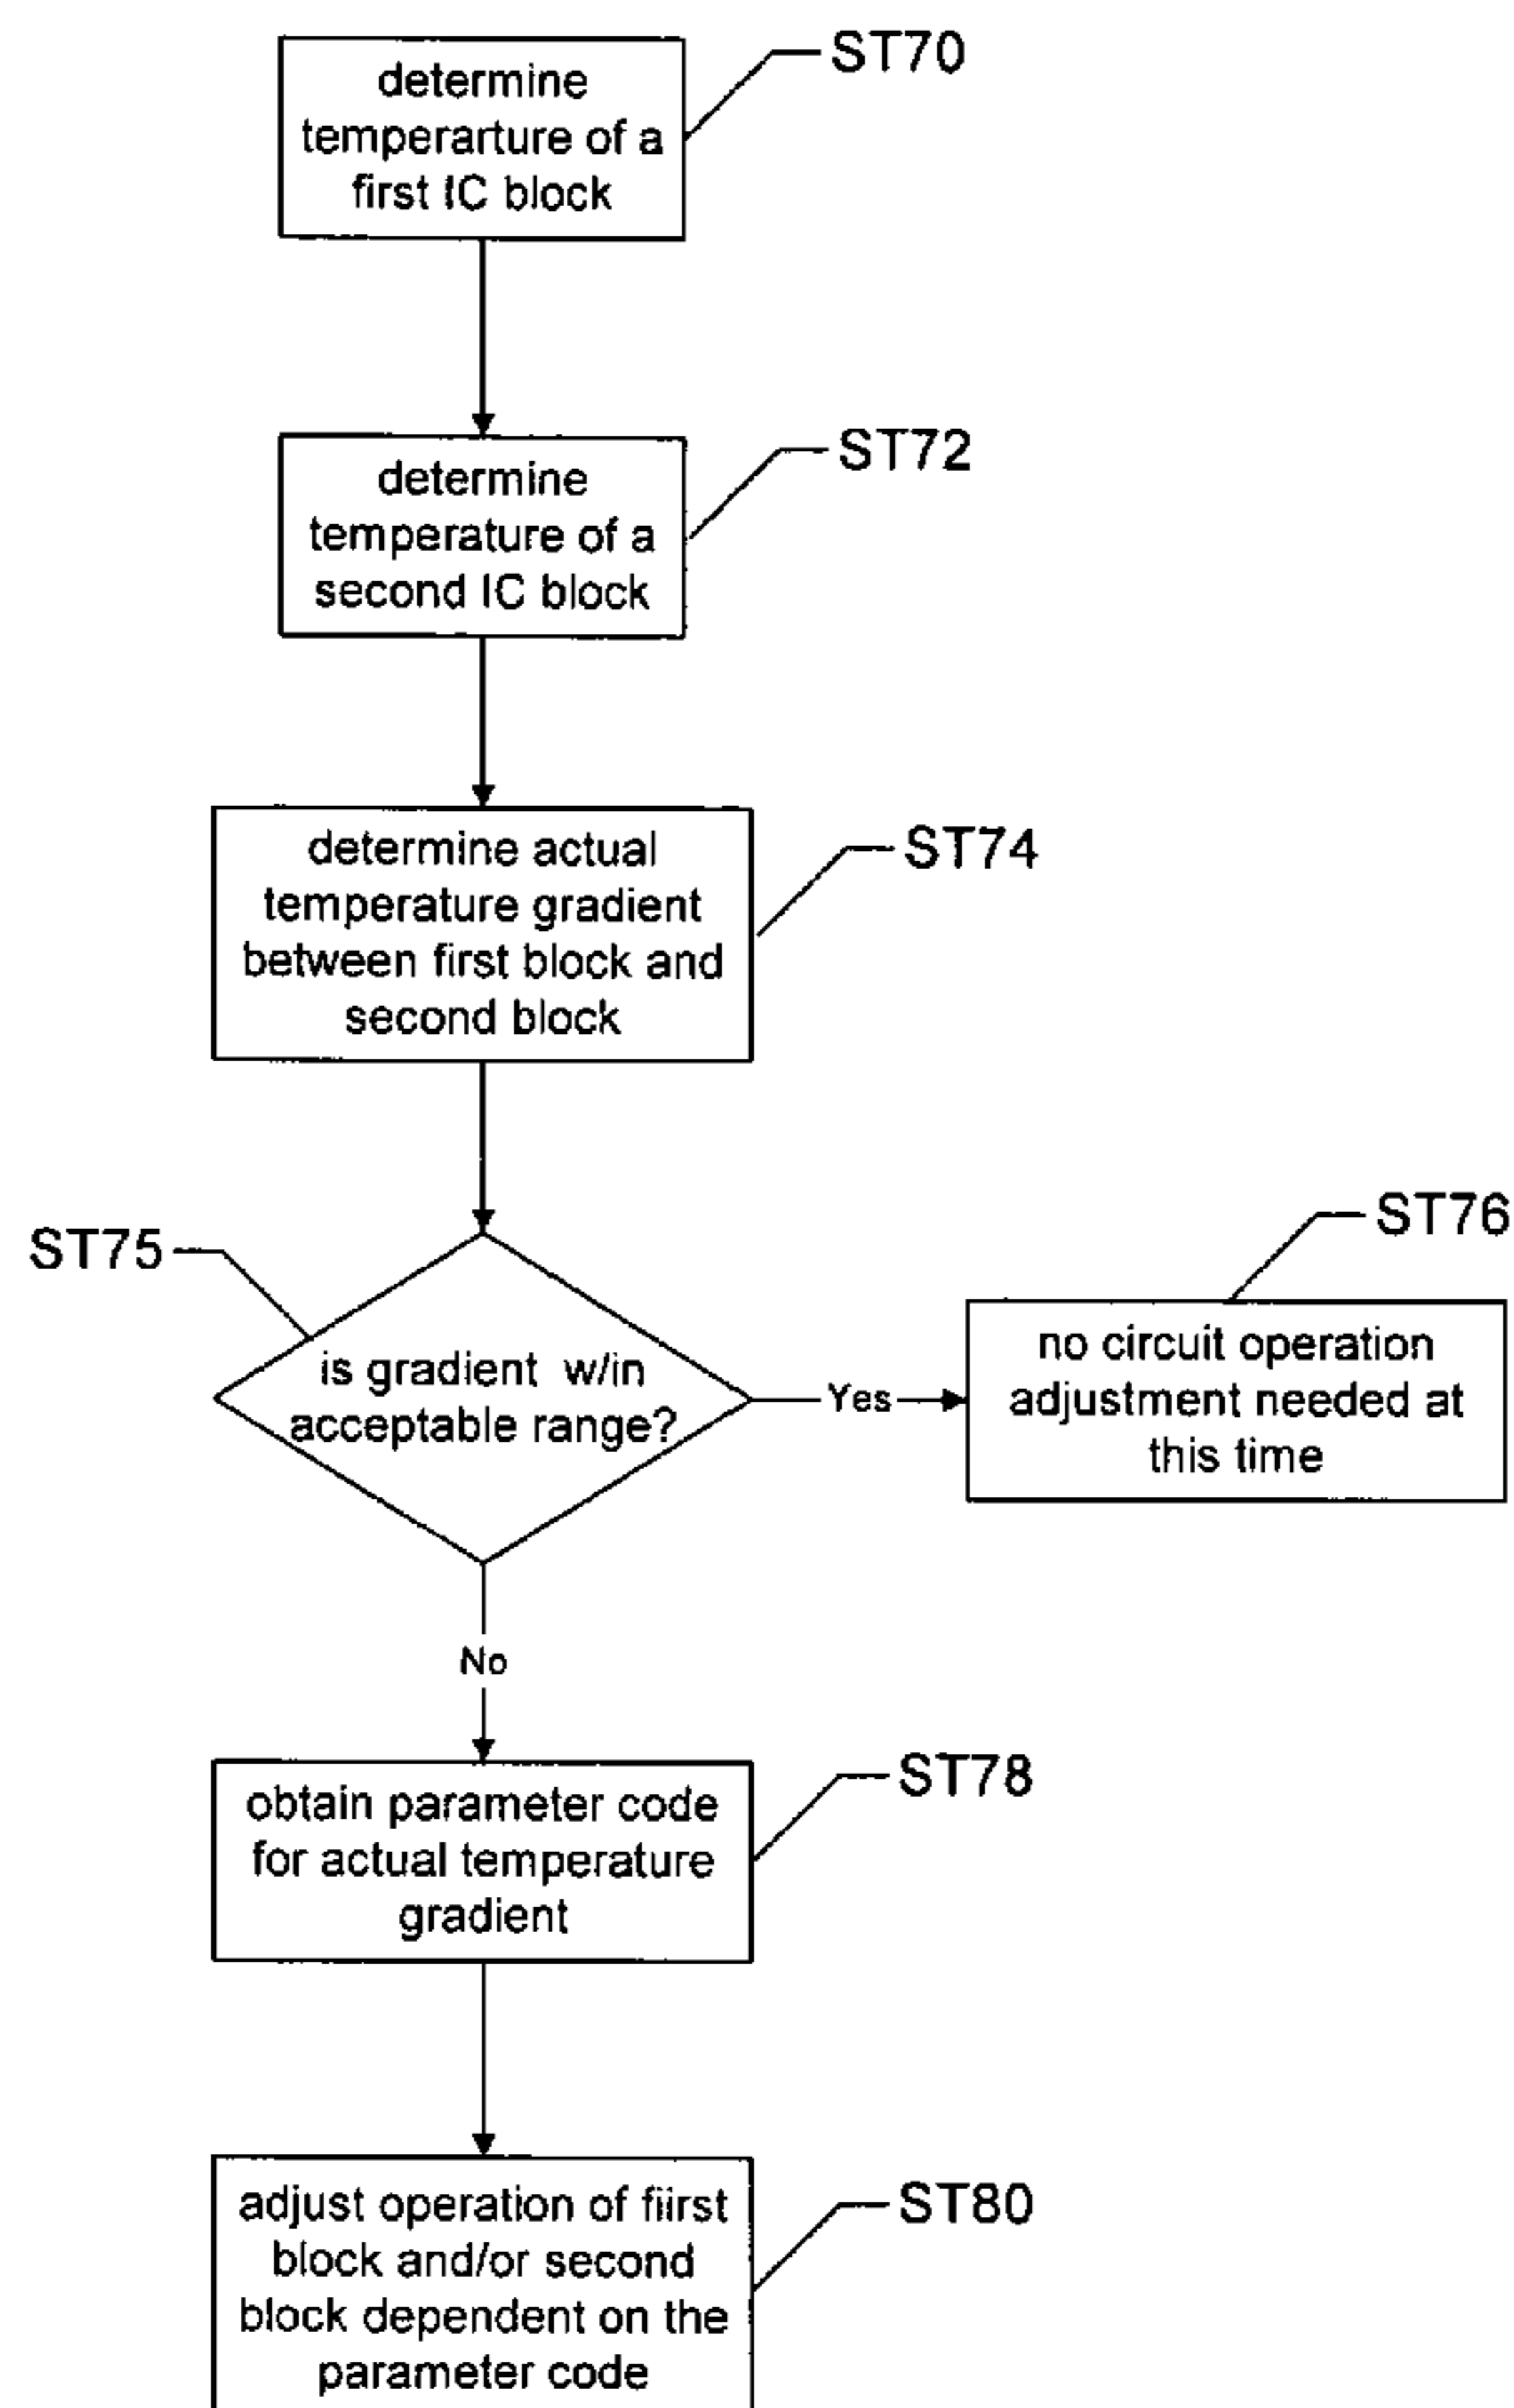 determine
temperarture of a
first IC block
ST70
determine
temperature of a
second IC block
ST72
determine actual
temperature gradient
between first block and
second block
ST74
ST75
is gradient w/in
acceptable range?
Yes
ST76
no circuit operation
adjustment needed at
this time
No
obtain parameter code
for actual temperature
gradient
ST78
adjust operation of fiirst
block and/or second
block dependent on the
parameter code
ST80